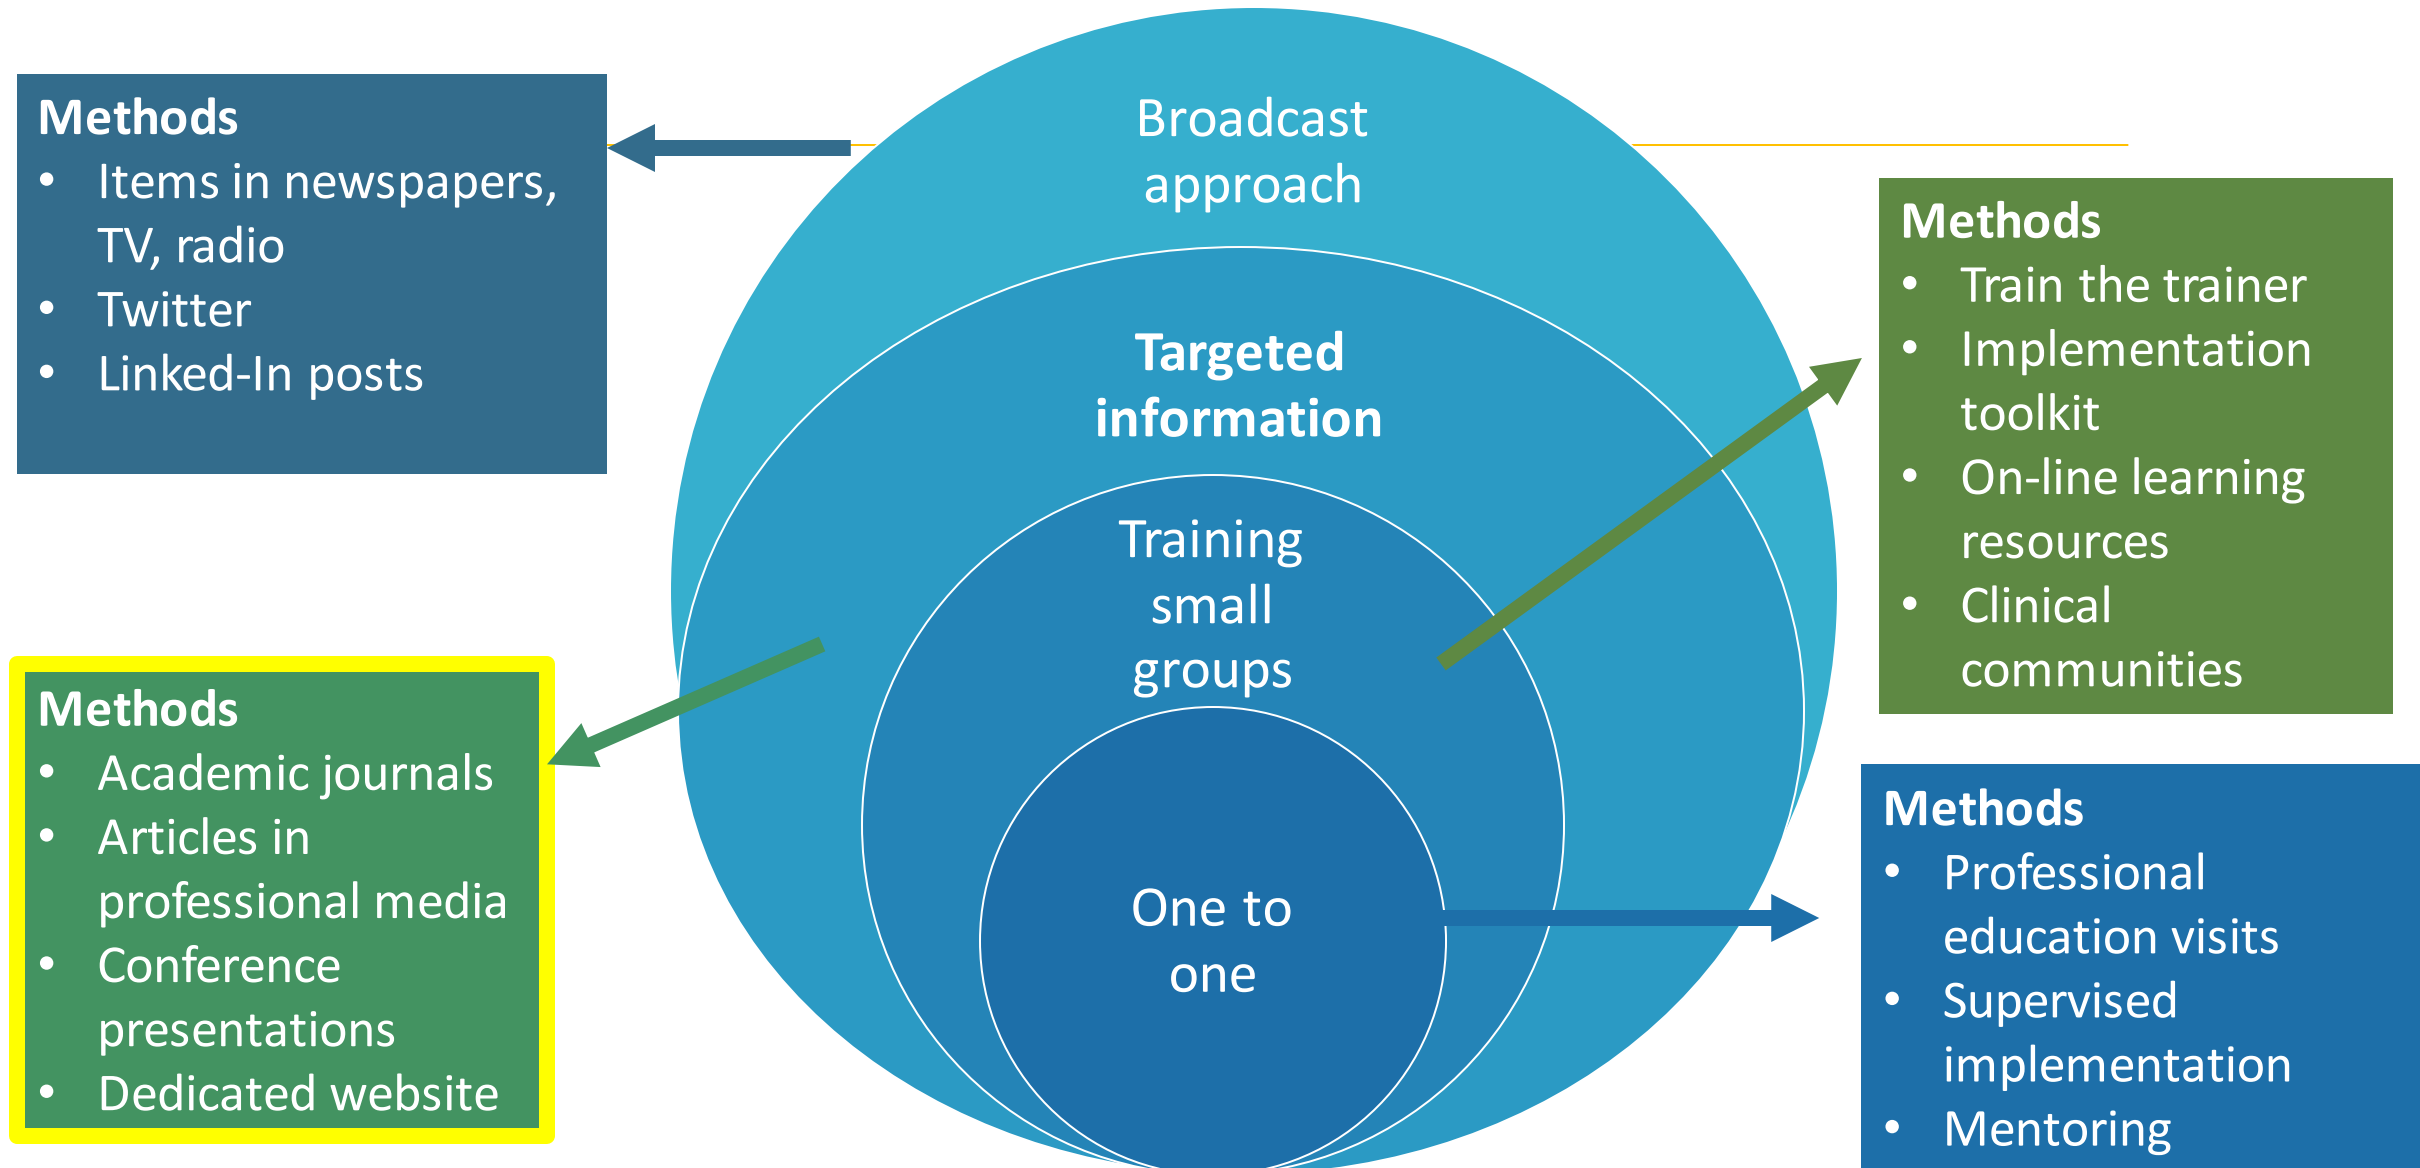 Methods
• Items in newspapers,
TV, radio
• Twitter
• Linked-In posts
Broadcast
approach
Targeted
information
Training
small
groups
One to
one
Methods
• Train the trainer
• Implementation
toolkit
• On-line learning
resources
• Clinical
communities
Methods
• Academic journals
• Articles in
professional media
• Conference
presentations
• Dedicated website
Methods
• Professional
education visits
• Supervised
implementation
• Mentoring